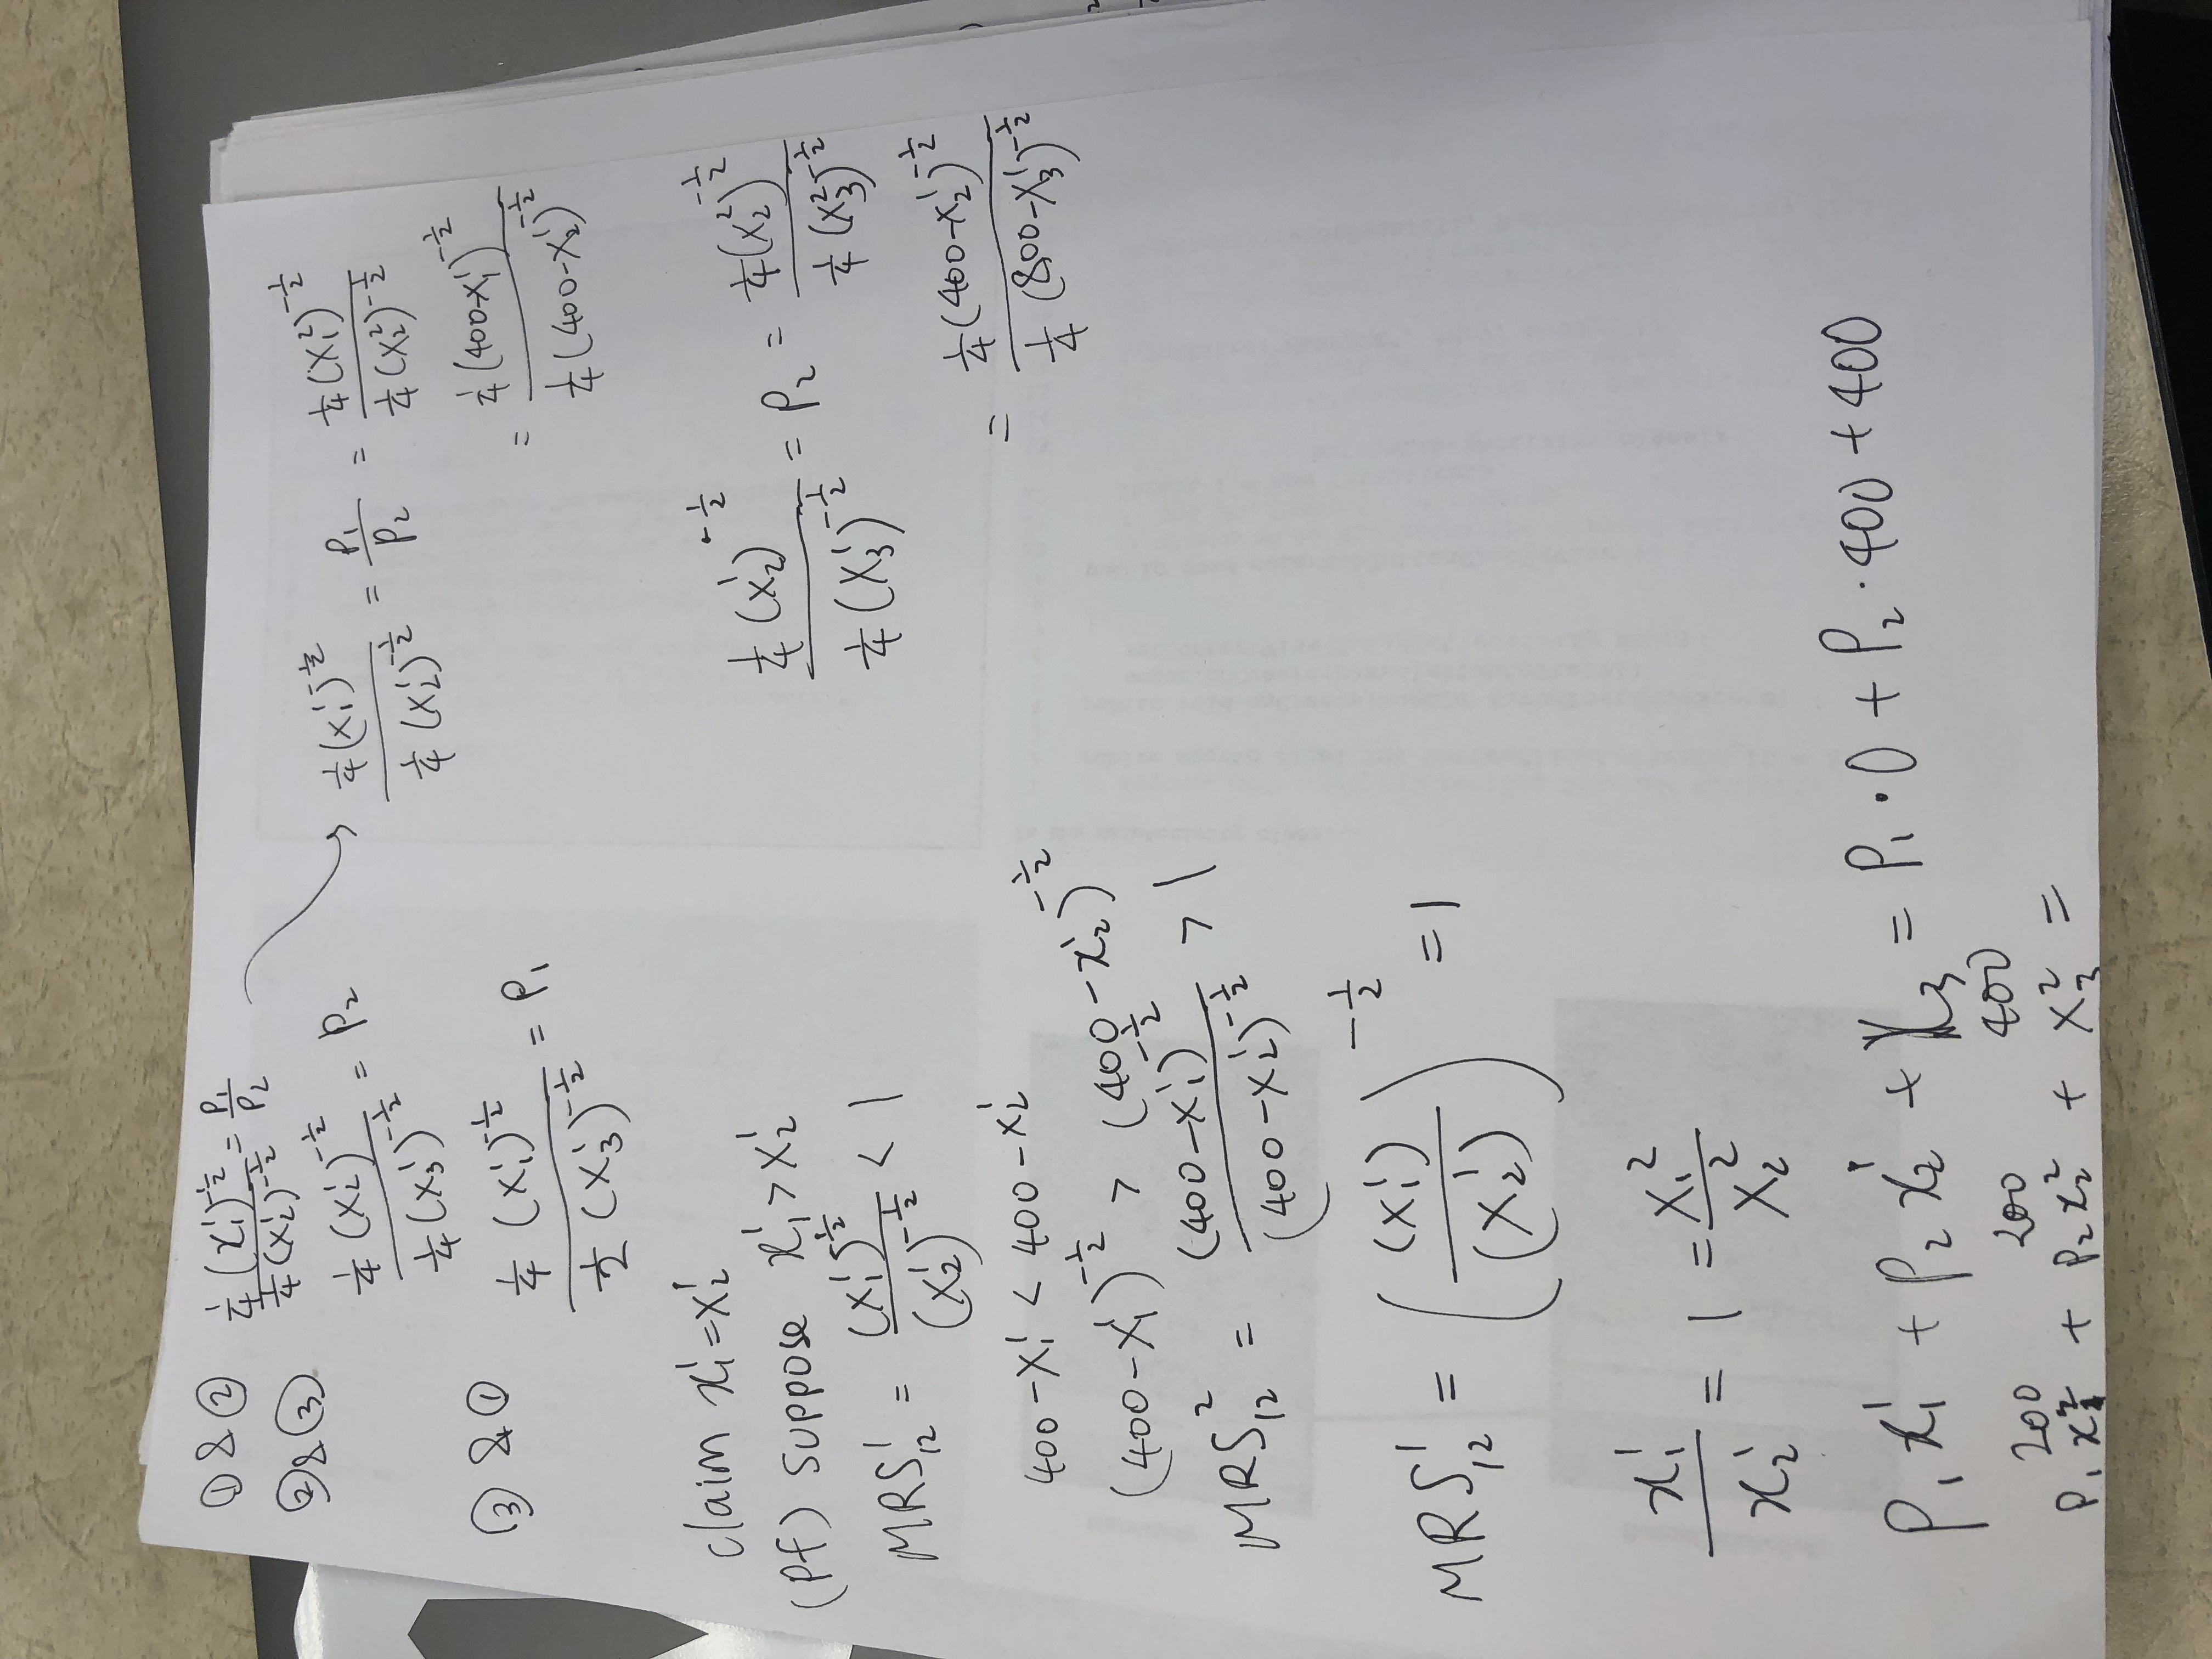 ① & ② \frac{\frac{1}{4}(x_1^1)^{-\frac{1}{2}}}{\frac{1}{4}(x_2^1)^{-\frac{1}{2}}} = \frac{P_1}{P_2}
② & ③ \frac{\frac{1}{4}(x_2^1)^{-\frac{1}{2}}}{\frac{1}{4}(x_3^1)^{-\frac{1}{2}}} = P_2
③ & ① \frac{\frac{1}{4}(x_1^1)^{-\frac{1}{2}}}{\frac{1}{2}(x_3^1)^{-\frac{1}{2}}} = P_1
claim x_1^1 = x_2^1
(Pf) suppose x_1^1 > x_2^1
MRS_{12}^1 = \frac{(x_1^1)^{-\frac{1}{2}}}{(x_2^1)^{-\frac{1}{2}}} < 1
400 - x_1^1 < 400 - x_2^1
(400 - x_1^1)^{-\frac{1}{2}} > (400 - x_2^1)^{-\frac{1}{2}}
MRS_{12}^2 = \frac{(400 - x_1^1)^{-\frac{1}{2}}}{(400 - x_2^1)^{-\frac{1}{2}}} > 1
MRS_{12}^1 = \left(\frac{(x_1^1)}{(x_2^1)}\right)^{-\frac{1}{2}} = 1
\frac{x_1^1}{x_2^1} = 1 = \frac{x_1^2}{x_2^2}
P_1 x_1^1 + P_2 x_2^1 + x_3 = P_1 · 0 + P_2 · 400 + 400
200 200 400
P_1 x_1^2 + P_2 x_2^2 + x_3^2 =
\frac{\frac{1}{4}(x_1^1)^{-\frac{1}{2}}}{\frac{1}{4}(x_2^1)^{-\frac{1}{2}}} = \frac{P_1}{P_2} = \frac{\frac{1}{4}(x_1^2)^{-\frac{1}{2}}}{\frac{1}{4}(x_2^2)^{-\frac{1}{2}}}
= \frac{\frac{1}{4}(400 - x_1^1)^{-\frac{1}{2}}}{\frac{1}{4}(400 - x_2^1)^{-\frac{1}{2}}}
\frac{\frac{1}{4}(x_2^1)^{-\frac{1}{2}}}{\frac{1}{4}(x_3^1)^{-\frac{1}{2}}} = P_2 = \frac{\frac{1}{4}(x_2^2)^{-\frac{1}{2}}}{\frac{1}{4}(x_3^2)^{-\frac{1}{2}}}
= \frac{\frac{1}{4}(400 - x_2^1)^{-\frac{1}{2}}}{\frac{1}{4}(800 - x_3^1)^{-\frac{1}{2}}}